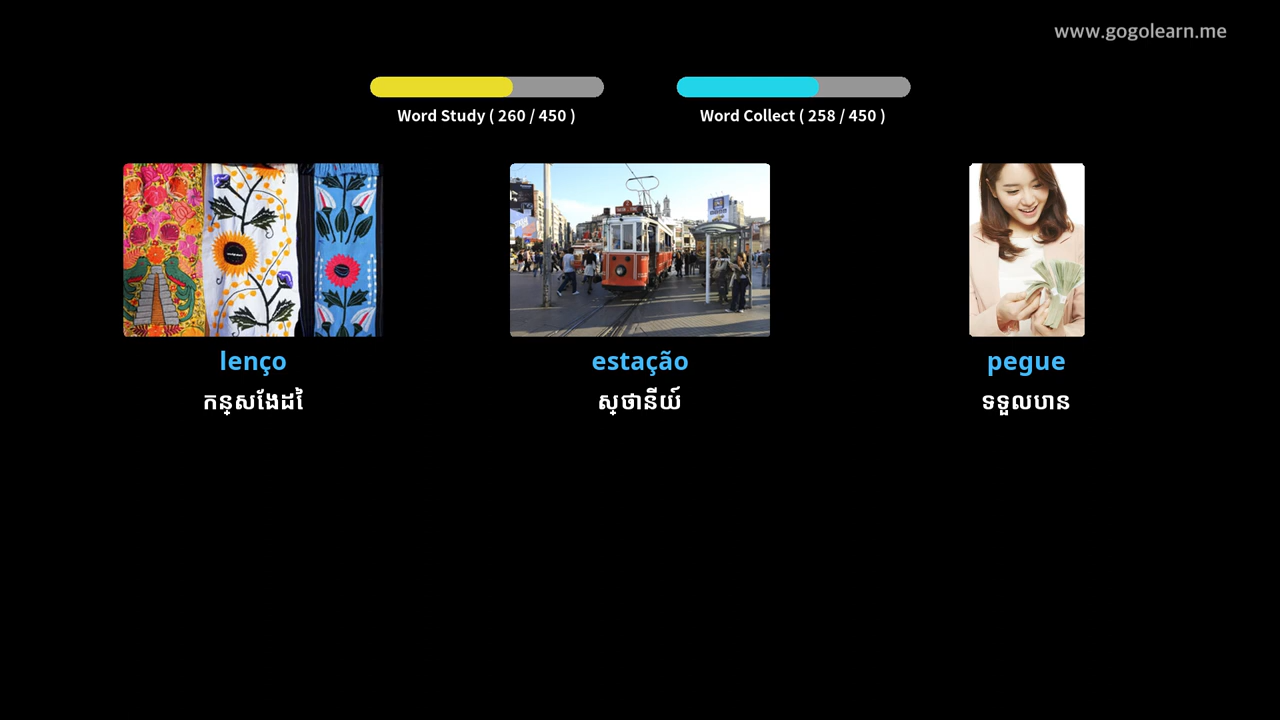 www.gogolearn.me
Word Study ( 260 / 450 )
Word Collect ( 258 / 450 )
lenço
estação
pegue
កន្សែងដៃ
ស្ថានីយ៍
ទទួលបាន